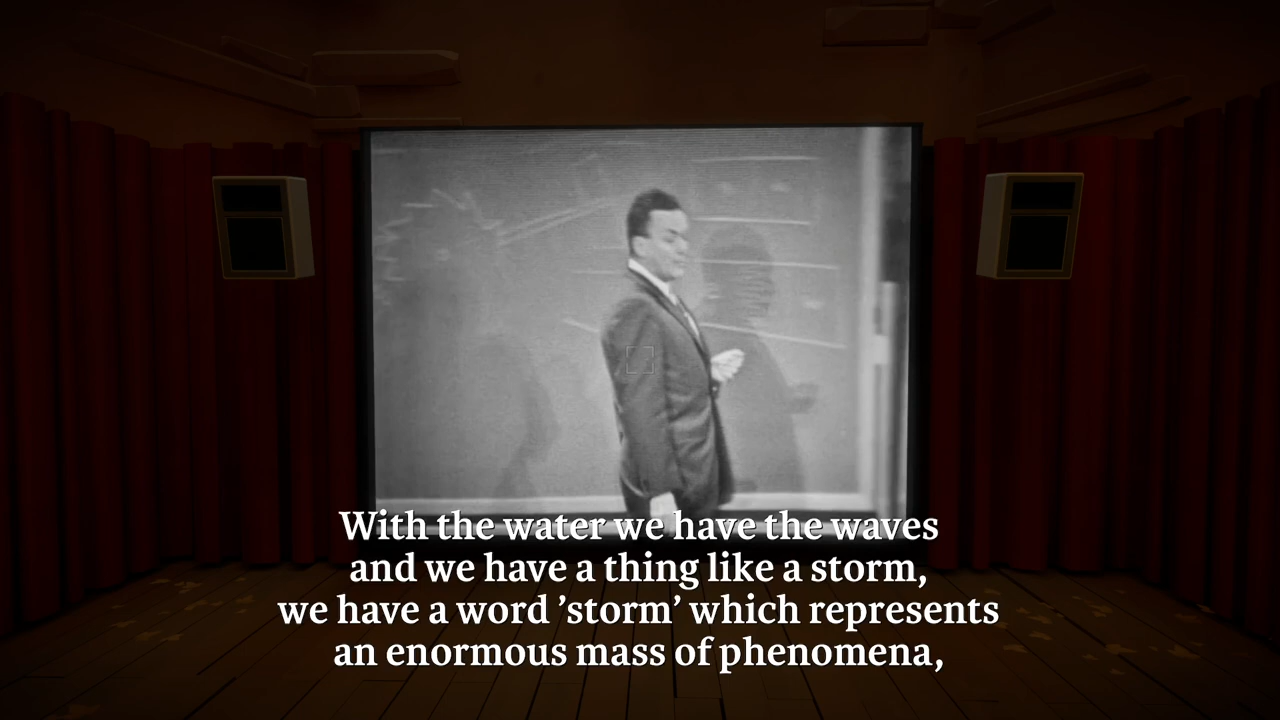 With the water we have the waves
and we have a thing like a storm,
we have a word ’storm’ which represents
an enormous mass of phenomena,